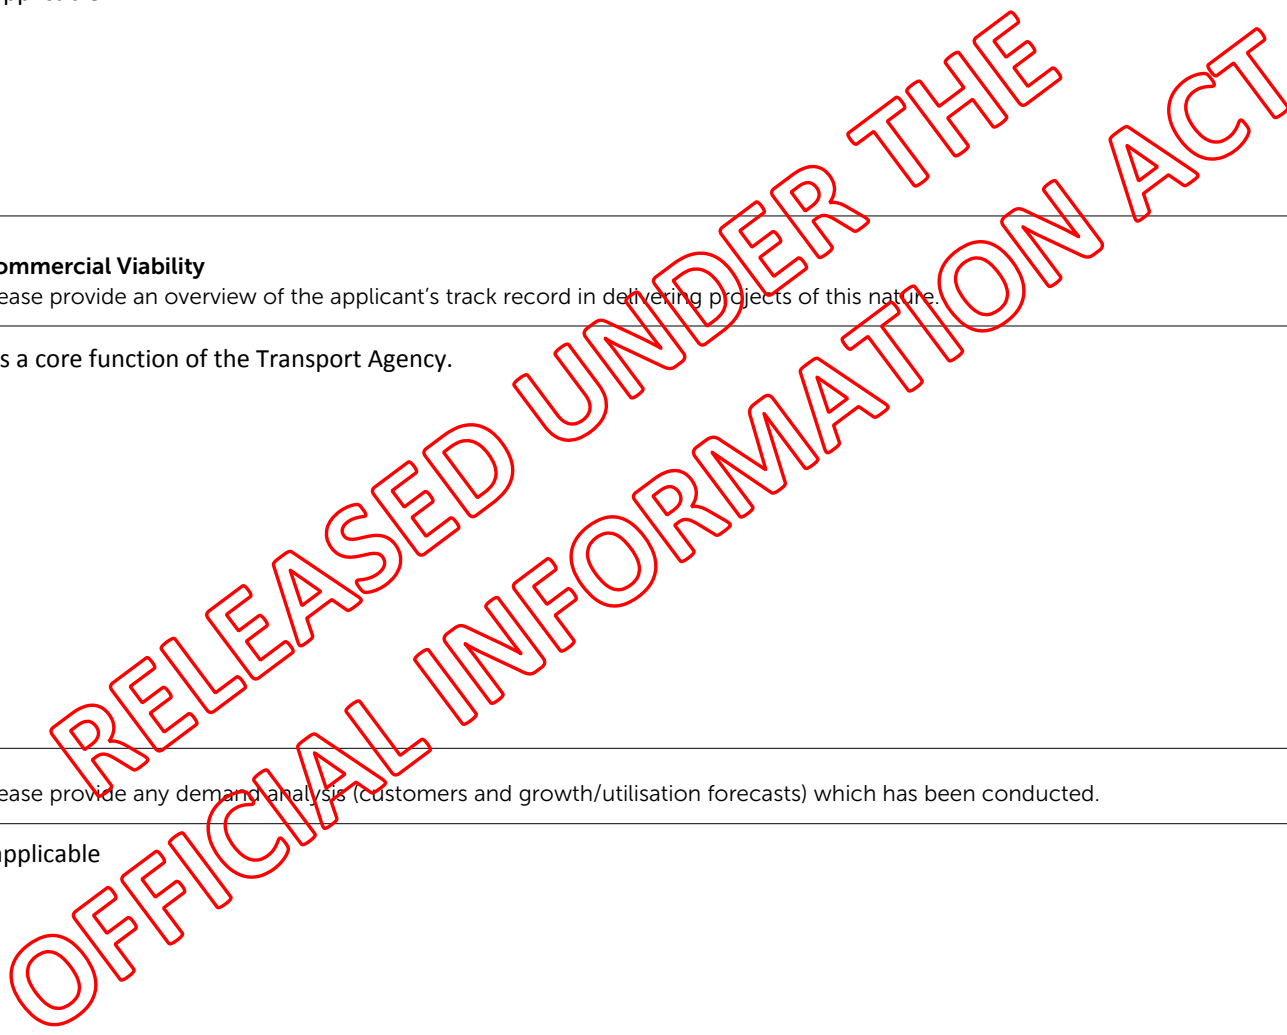 ommercial Viability
ease provide an overview of the applicant's track record in delivering projects of this nature.
s a core function of the Transport Agency.
ease provide any demand analysis (customers and growth/utilisation forecasts) which has been conducted.
applicable
RELEASED UNDER THE
OFFICIAL INFORMATION ACT